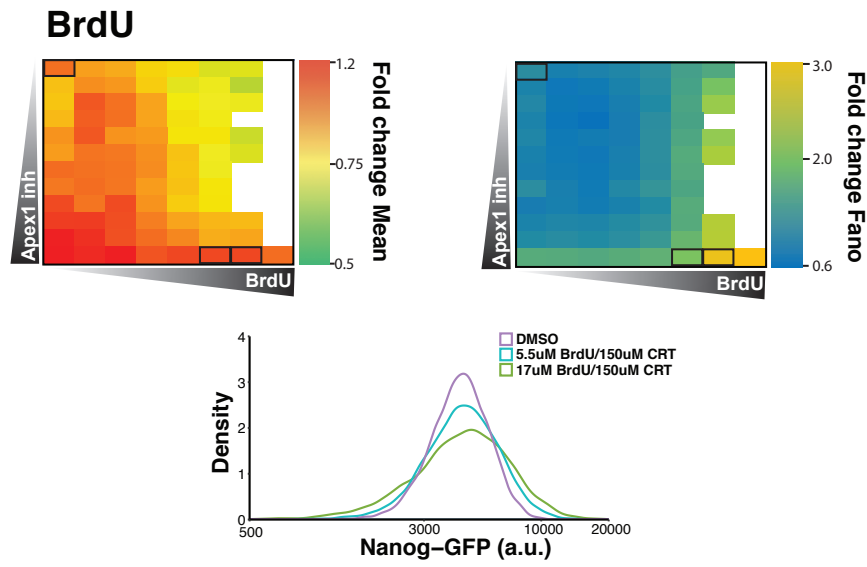 BrdU
1.2
0.75
0.5
Fold change Mean
Apex1 inh
BrdU
3.0
2.0
0.6
Fold change Fano
Apex1 inh
BrdU
DMSO
5.5uM BrdU/150uM CRT
17uM BrdU/150uM CRT
4
3
2
1
0
Density
500
3000
10000
20000
Nanog–GFP (a.u.)